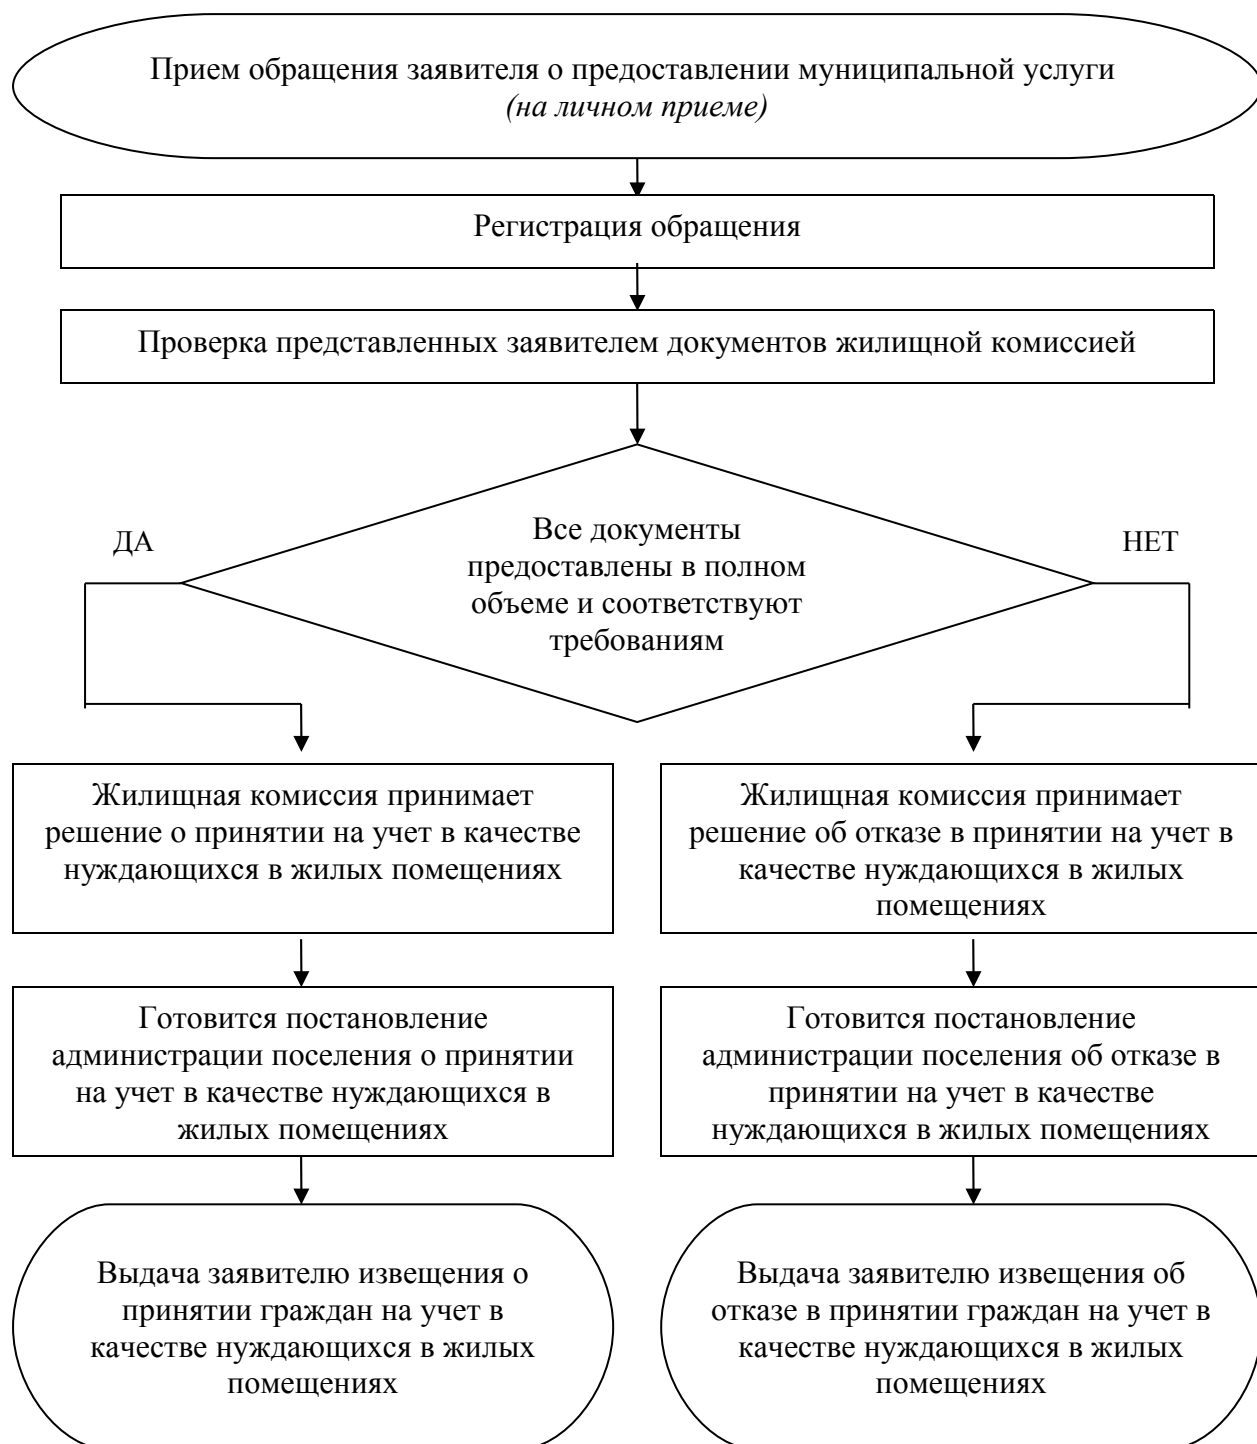 Прием обращения заявителя о предоставлении муниципальной услуги
(на личном приеме)
Регистрация обращения
Проверка представленных заявителем документов жилищной комиссией
Все документы
предоставлены в полном
объеме и соответствуют
требованиям
ДА
НЕТ
Жилищная комиссия принимает
решение о принятии на учет в качестве
нуждающихся в жилых помещениях
Жилищная комиссия принимает
решение об отказе в принятии на учет в
качестве нуждающихся в жилых
помещениях
Готовится постановление
администрации поселения о принятии
на учет в качестве нуждающихся в
жилых помещениях
Готовится постановление
администрации поселения об отказе в
принятии на учет в качестве
нуждающихся в жилых помещениях
Выдача заявителю извещения о
принятии граждан на учет в
качестве нуждающихся в жилых
помещениях
Выдача заявителю извещения об
отказе в принятии граждан на учет в
качестве нуждающихся в жилых
помещениях